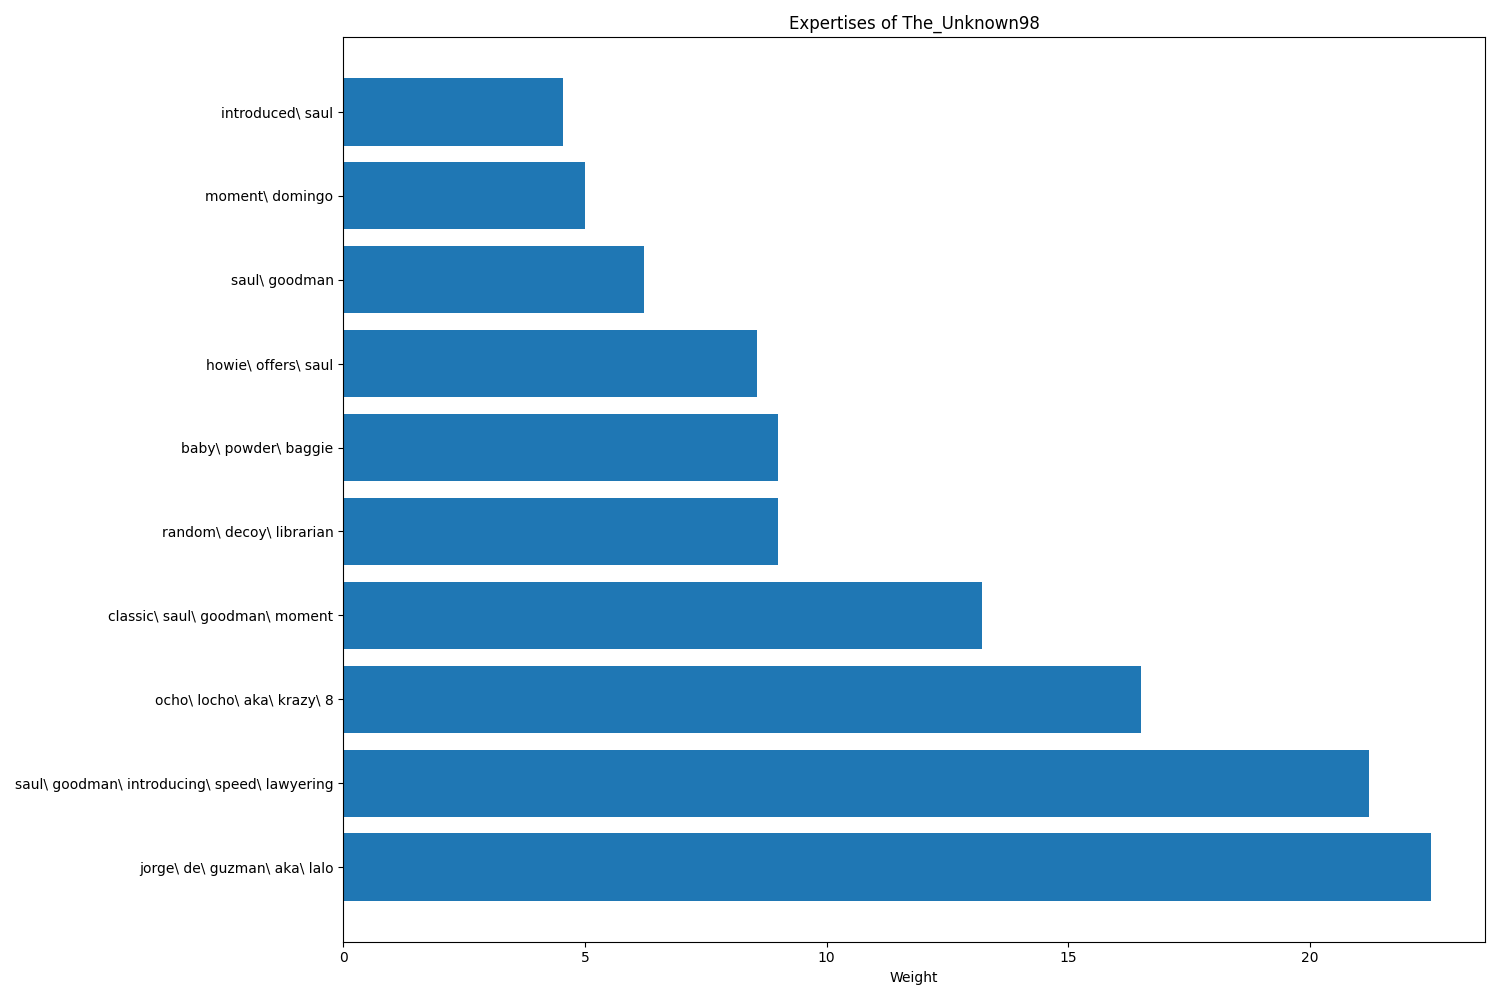 Expertises of The_Unknown98
introduced\ saul
moment\ domingo
saul\ goodman
howie\ offers\ saul
baby\ powder\ baggie
random\ decoy\ librarian
classic\ saul\ goodman\ moment
ocho\ locho\ aka\ krazy\ 8
saul\ goodman\ introducing\ speed\ lawyering
jorge\ de\ guzman\ aka\ lalo
0 5 10 15 20
Weight